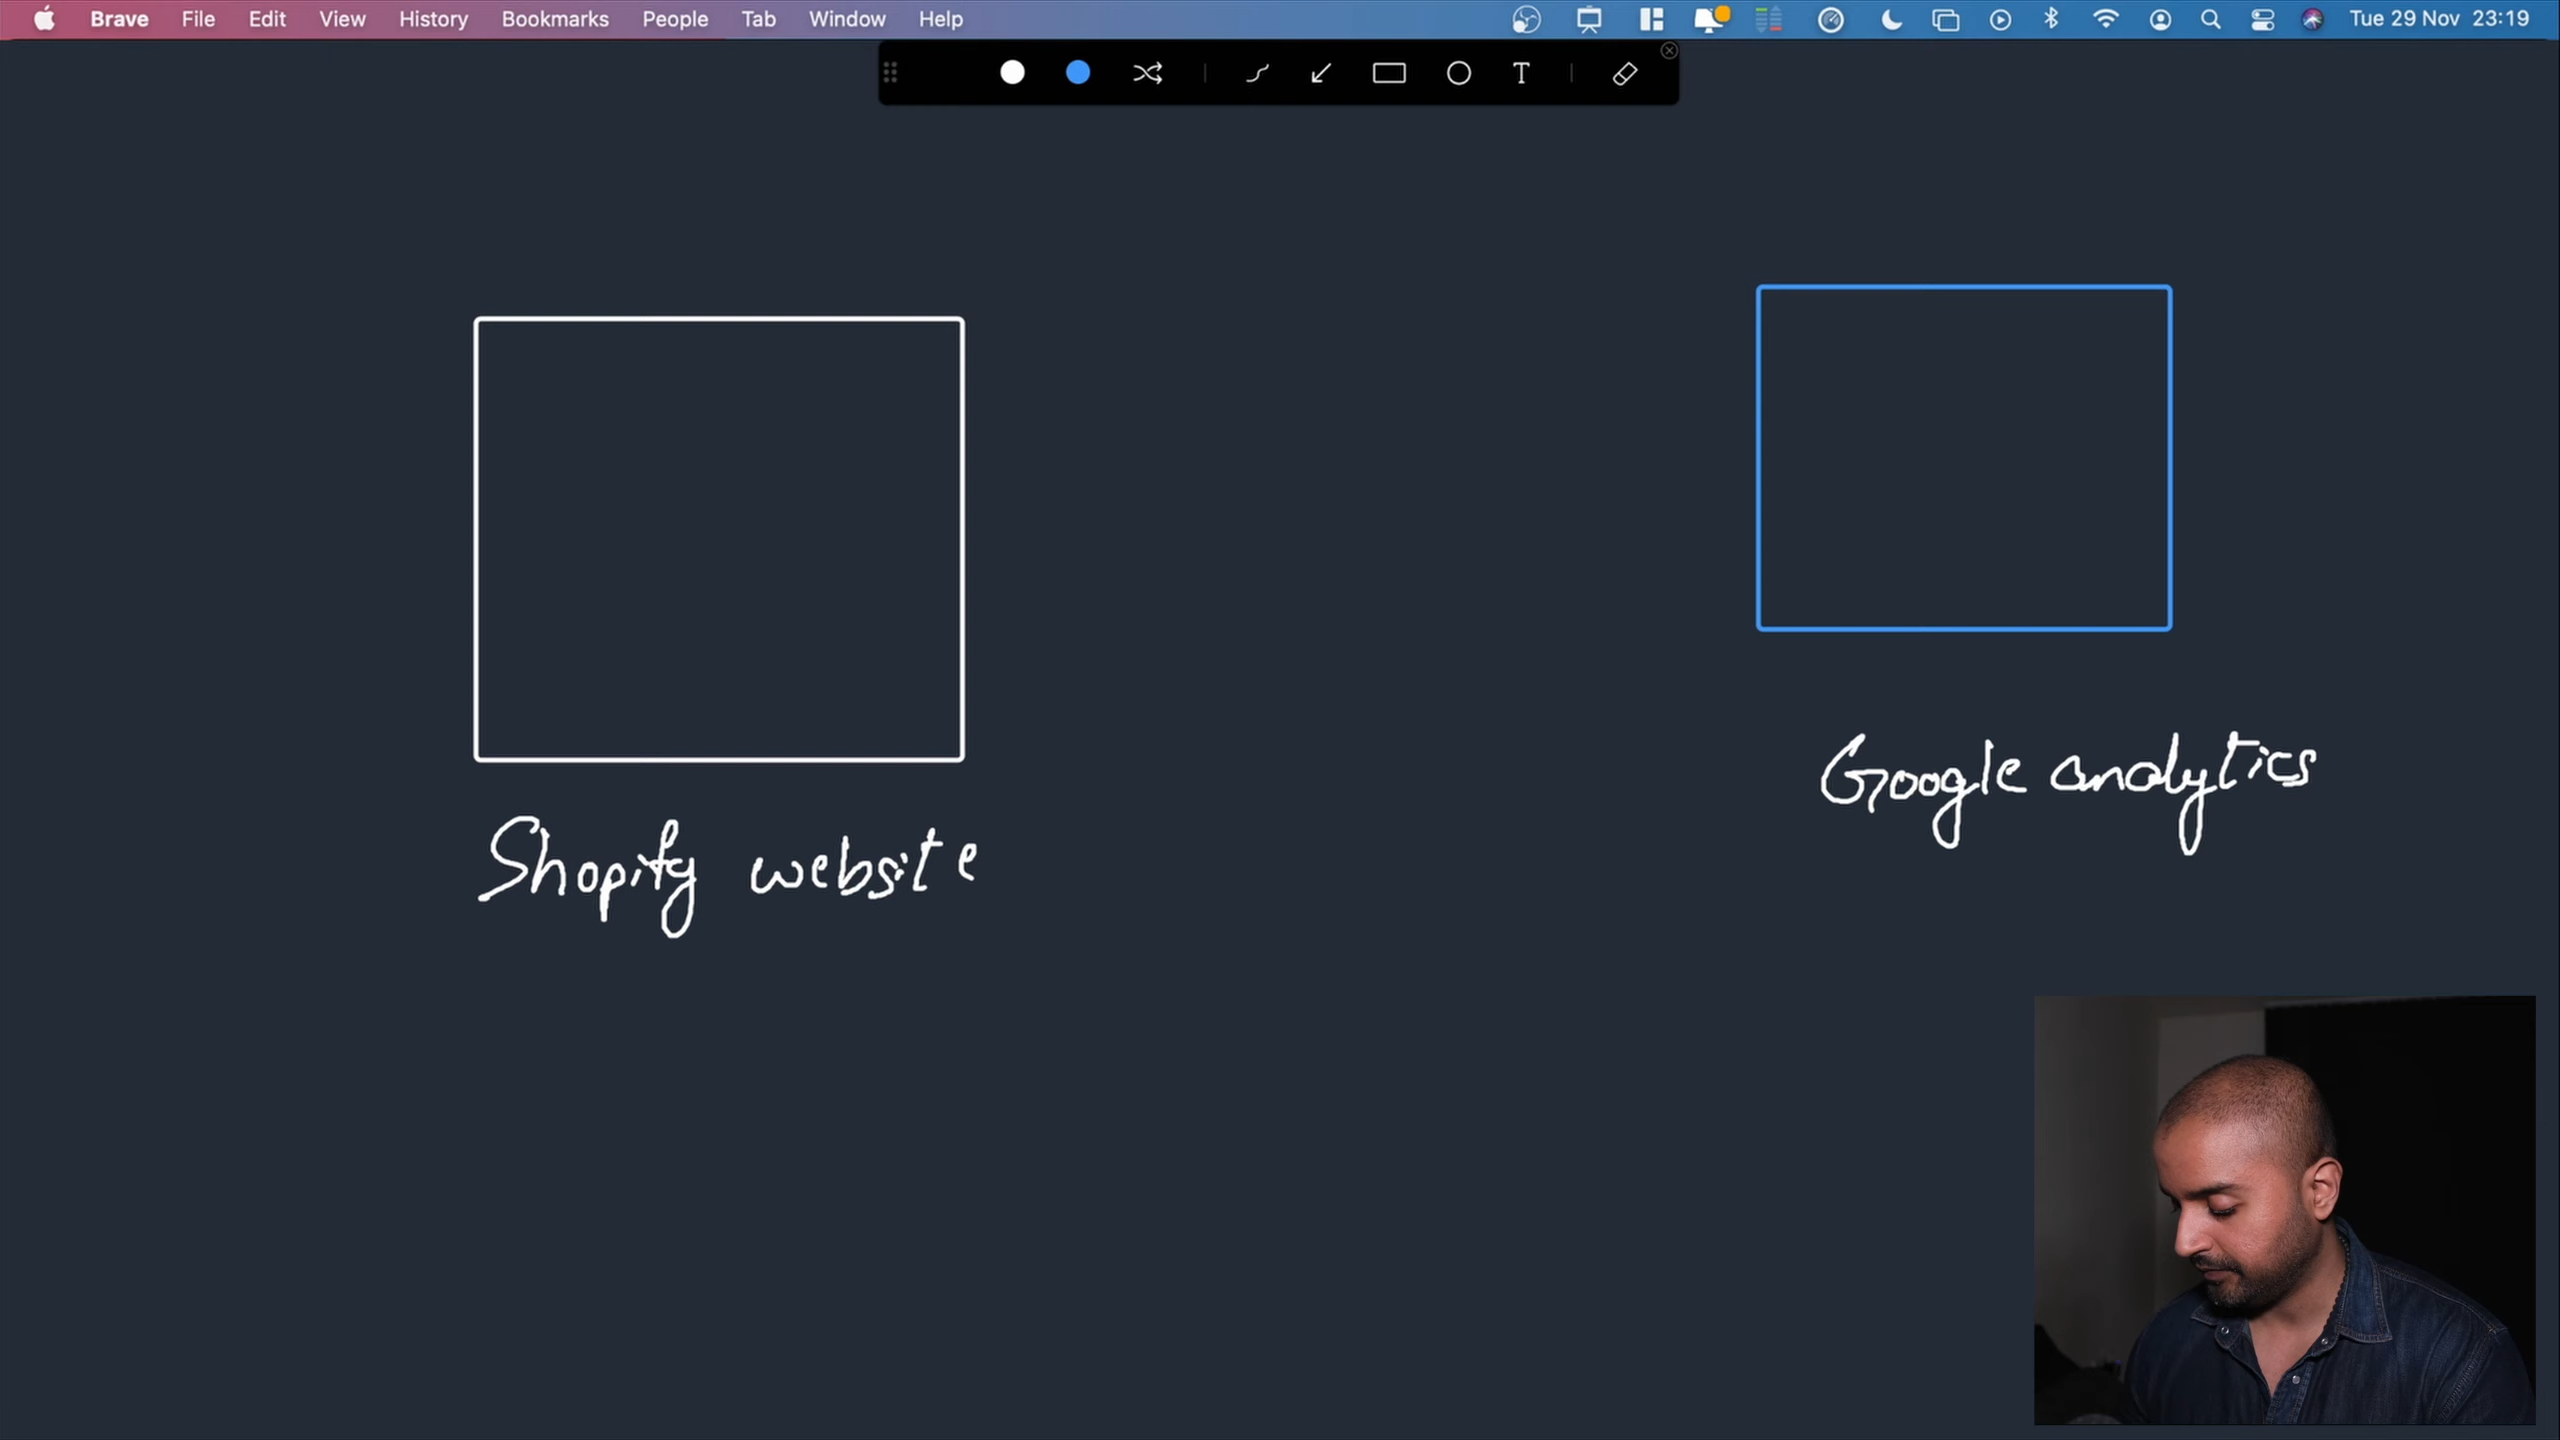 Brave File Edit View History Bookmarks People Tab Window Help Tue 29 Nov 23:19
T
Shopify website
Google analytics